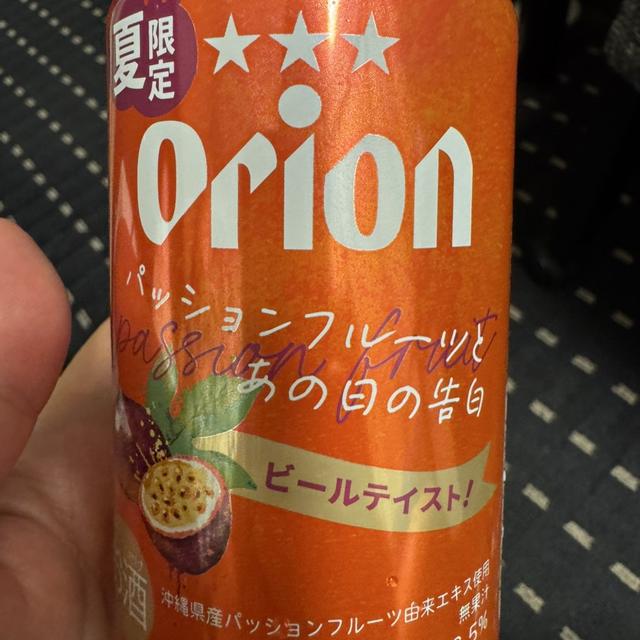 夏限定
orion
passion fruit
パッションフルーツと
あの日の告白
ビールテイスト!
酒
沖縄県産パッションフルーツ由来エキス使用
無果汁
5%